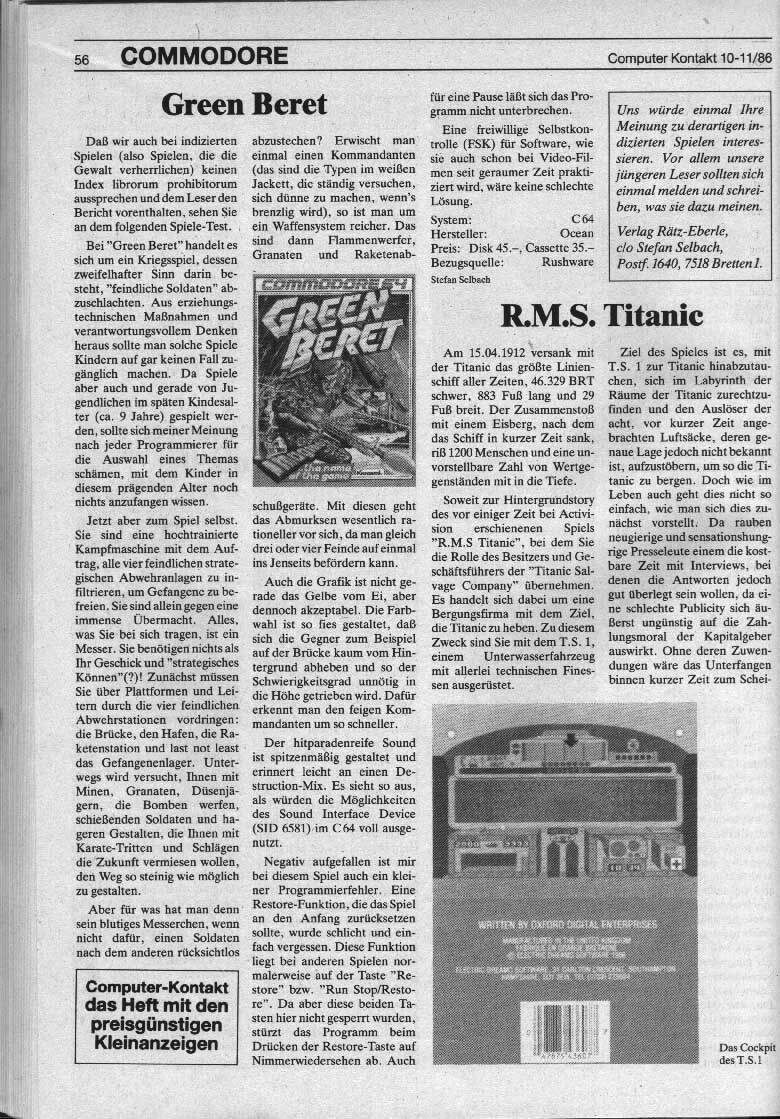 56 COMMODORE Computer Kontakt 10-11/86
Green Beret
Daß wir auch bei indizierten
Spielen (also Spielen, die die
Gewalt verherrlichen) keinen
Index librorum prohibitorum
aussprechen und dem Leser den
Bericht vorenthalten, sehen Sie
an dem folgenden Spiele-Test.
Bei "Green Beret" handelt es
sich um ein Kriegsspiel, dessen
zweifelhafter Sinn darin be-
steht, "feindliche Soldaten" ab-
zuschlachten. Aus erziehungs-
technischen Maßnahmen und
verantwortungsvollem Denken
heraus sollte man solche Spiele
Kindern auf gar keinen Fall zu-
gänglich machen. Da Spiele
aber auch und gerade von Ju-
gendlichen im späten Kindesal-
ter (ca. 9 Jahre) gespielt wer-
den, sollte sich meiner Meinung
nach jeder Programmierer für
die Auswahl eines Themas
schämen, mit dem Kinder in
diesem prägenden Alter noch
nichts anzufangen wissen.
Jetzt aber zum Spiel selbst.
Sie sind eine hochtrainierte
Kampfmaschine mit dem Auf-
trag, alle vier feindlichen strate-
gischen Abwehranlagen zu in-
filtrieren, um Gefangene zu be-
freien. Sie sind allein gegen eine
immense Übermacht. Alles,
was Sie bei sich tragen, ist ein
Messer. Sie benötigen nichts als
Ihr Geschick und "strategisches
Können"(?)! Zunächst müssen
Sie über Plattformen und Lei-
tern durch die vier feindlichen
Abwehrstationen vordringen:
die Brücke, den Hafen, die Ra-
ketenstation und last not least
das Gefangenenlager. Unter-
wegs wird versucht, Ihnen mit
Minen, Granaten, Düsenjä-
gern, die Bomben werfen,
schießenden Soldaten und ha-
geren Gestalten, die Ihnen mit
Karate-Tritten und Schlägen
die Zukunft vermiesen wollen,
den Weg so steinig wie möglich
zu gestalten.
Aber für was hat man denn
sein blutiges Messerchen, wenn
nicht dafür, einen Soldaten
nach dem anderen rücksichtlos
Computer-Kontakt
das Heft mit den
preisgünstigen
Kleinanzeigen
abzustechen? Erwischt man
einmal einen Kommandanten
(das sind die Typen im weißen
Jackett, die ständig versuchen,
sich dünne zu machen, wenn's
brenzlig wird), so ist man um
ein Waffensystem reicher. Das
sind dann Flammenwerfer,
Granaten und Raketenab-
COMMODORE 64
GREEN
BERET
...the name
of the game
schußgeräte. Mit diesen geht
das Abmurksen wesentlich ra-
tioneller vor sich, da man gleich
drei oder vier Feinde auf einmal
ins Jenseits befördern kann.
Auch die Grafik ist nicht ge-
rade das Gelbe vom Ei, aber
dennoch akzeptabel. Die Farb-
wahl ist so fies gestaltet, daß
sich die Gegner zum Beispiel
auf der Brücke kaum vom Hin-
tergrund abheben und so der
Schwierigkeitsgrad unnötig in
die Höhe getrieben wird. Dafür
erkennt man den feigen Kom-
mandanten um so schneller.
Der hitparadenreife Sound
ist spitzenmäßig gestaltet und
erinnert leicht an einen De-
struction-Mix. Es sieht so aus,
als würden die Möglichkeiten
des Sound Interface Device
(SID 6581) im C64 voll ausge-
nutzt.
Negativ aufgefallen ist mir
bei diesem Spiel auch ein klei-
ner Programmierfehler. Eine
Restore-Funktion, die das Spiel
an den Anfang zurücksetzen
sollte, wurde schlicht und ein-
fach vergessen. Diese Funktion
liegt bei anderen Spielen nor-
malerweise auf der Taste "Re-
store" bzw. "Run Stop/Resto-
re". Da aber diese beiden Ta-
sten hier nicht gesperrt wurden,
stürzt das Programm beim
Drücken der Restore-Taste auf
Nimmerwiedersehen ab. Auch
für eine Pause läßt sich das Pro-
gramm nicht unterbrechen.
Eine freiwillige Selbstkon-
trolle (FSK) für Software, wie
sie auch schon bei Video-Fil-
men seit geraumer Zeit prakti-
ziert wird, wäre keine schlechte
Lösung.
System: C 64
Hersteller: Ocean
Preis: Disk 45.–, Cassette 35.–
Bezugsquelle: Rushware
Stefan Selbach
Uns würde einmal Ihre
Meinung zu derartigen in-
dizierten Spielen interes-
sieren. Vor allem unsere
jüngeren Leser sollten sich
einmal melden und schrei-
ben, was sie dazu meinen.
Verlag Rätz-Eberle,
c/o Stefan Selbach,
Postf. 1640, 7518 Bretten 1.
R.M.S. Titanic
Am 15.04.1912 versank mit
der Titanic das größte Linien-
schiff aller Zeiten, 46.329 BRT
schwer, 883 Fuß lang und 29
Fuß breit. Der Zusammenstoß
mit einem Eisberg, nach dem
das Schiff in kurzer Zeit sank,
riß 1200 Menschen und eine un-
vorstellbare Zahl von Wertge-
genständen mit in die Tiefe.
Soweit zur Hintergrundstory
des vor einiger Zeit bei Activi-
sion erschienenen Spiels
"R.M.S Titanic", bei dem Sie
die Rolle des Besitzers und Ge-
schäftsführers der "Titanic Sal-
vage Company" übernehmen.
Es handelt sich dabei um eine
Bergungsfirma mit dem Ziel,
die Titanic zu heben. Zu diesem
Zweck sind Sie mit dem T.S. 1,
einem Unterwasserfahrzeug
mit allerlei technischen Fines-
sen ausgerüstet.
Ziel des Spieles ist es, mit
T.S. 1 zur Titanic hinabzutau-
chen, sich im Labyrinth der
Räume der Titanic zurechtzu-
finden und den Auslöser der
acht, vor kurzer Zeit ange-
brachten Luftsäcke, deren ge-
naue Lage jedoch nicht bekannt
ist, aufzustöbern, um so die Ti-
tanic zu bergen. Doch wie im
Leben auch geht dies nicht so
einfach, wie man sich dies zu-
nächst vorstellt. Da rauben
neugierige und sensationshung-
rige Presseleute einem die kost-
bare Zeit mit Interviews, bei
denen die Antworten jedoch
gut überlegt sein wollen, da ei-
ne schlechte Publicity sich äu-
ßerst ungünstig auf die Zah-
lungsmoral der Kapitalgeber
auswirkt. Ohne deren Zuwen-
dungen wäre das Unterfangen
binnen kurzer Zeit zum Schei-
WRITTEN BY OXFORD DIGITAL ENTERPRISES
MANUFACTURED IN THE UNITED KINGDOM
© ELECTRIC DREAMS SOFTWARE 1986
ELECTRIC DREAMS SOFTWARE, 31 CARLTON CRESCENT, SOUTHAMPTON
Das Cockpit
des T.S.1